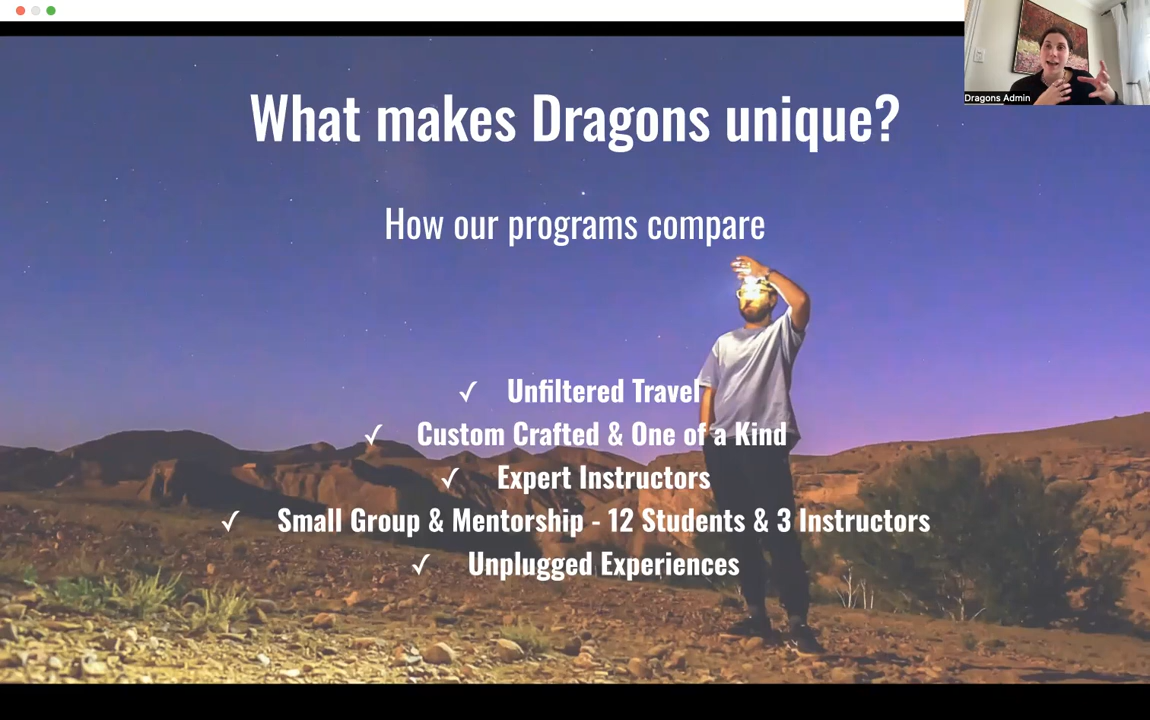 Dragons Admin
What makes Dragons unique?
How our programs compare
✓ Unfiltered Travel
✓ Custom Crafted & One of a Kind
✓ Expert Instructors
✓ Small Group & Mentorship - 12 Students & 3 Instructors
✓ Unplugged Experiences